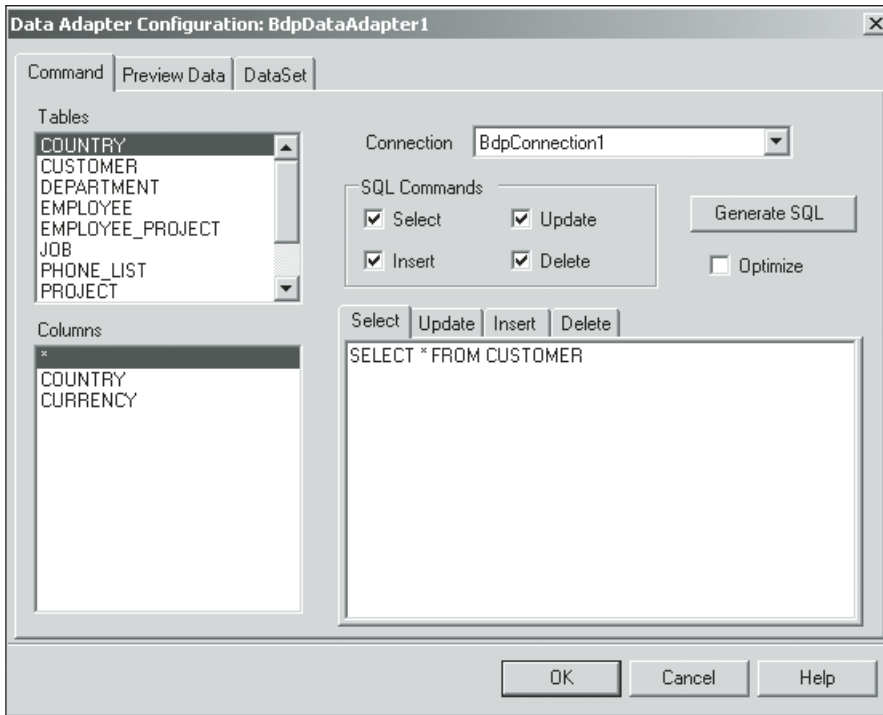 Data Adapter Configuration: BdpDataAdapter1
Command Preview Data DataSet
Tables
COUNTRY
CUSTOMER
DEPARTMENT
EMPLOYEE
EMPLOYEE_PROJECT
JOB
PHONE_LIST
PROJECT
Connection BdpConnection1
SQL Commands
Select Update
Insert Delete
Generate SQL
Optimize
Columns
*
COUNTRY
CURRENCY
Select Update Insert Delete
SELECT * FROM CUSTOMER
OK Cancel Help